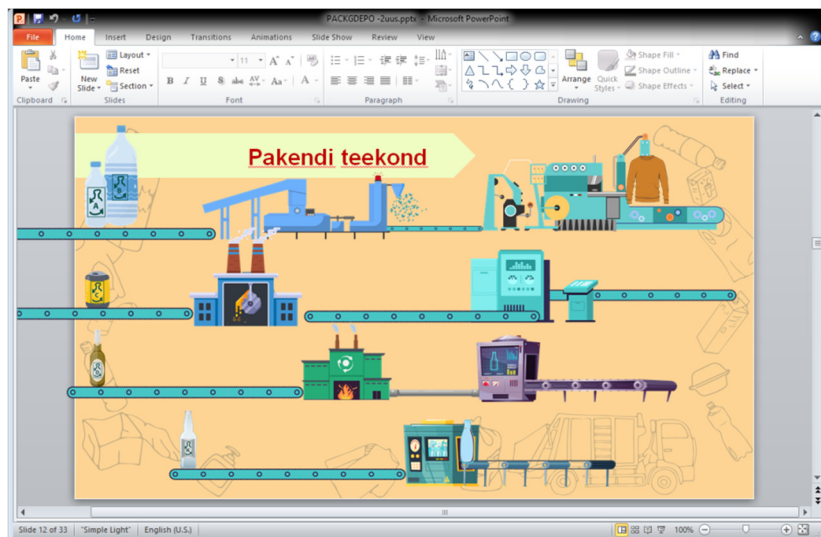 PACKGDEPO -2uus.pptx - Microsoft PowerPoint
File Home Insert Design Transitions Animations Slide Show Review View
Paste
Clipboard
New Slide
Layout
Reset
Section
Slides
11
Font
Paragraph
Arrange
Quick Styles
Shape Fill
Shape Outline
Shape Effects
Drawing
Find
Replace
Select
Editing
Pakendi teekond
A
B
Slide 12 of 33 "Simple Light" English (U.S.) 100%